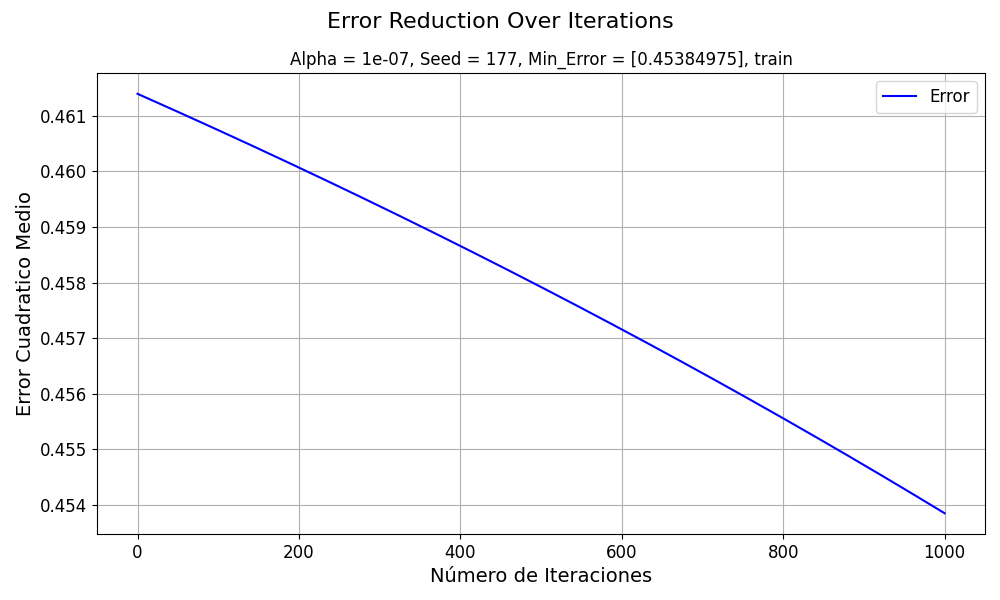 Error Reduction Over Iterations
Alpha = 1e-07, Seed = 177, Min_Error = [0.45384975], train
Error
0.461
0.460
0.459
0.458
0.457
0.456
0.455
0.454
Error Cuadratico Medio
0 200 400 600 800 1000
Número de Iteraciones